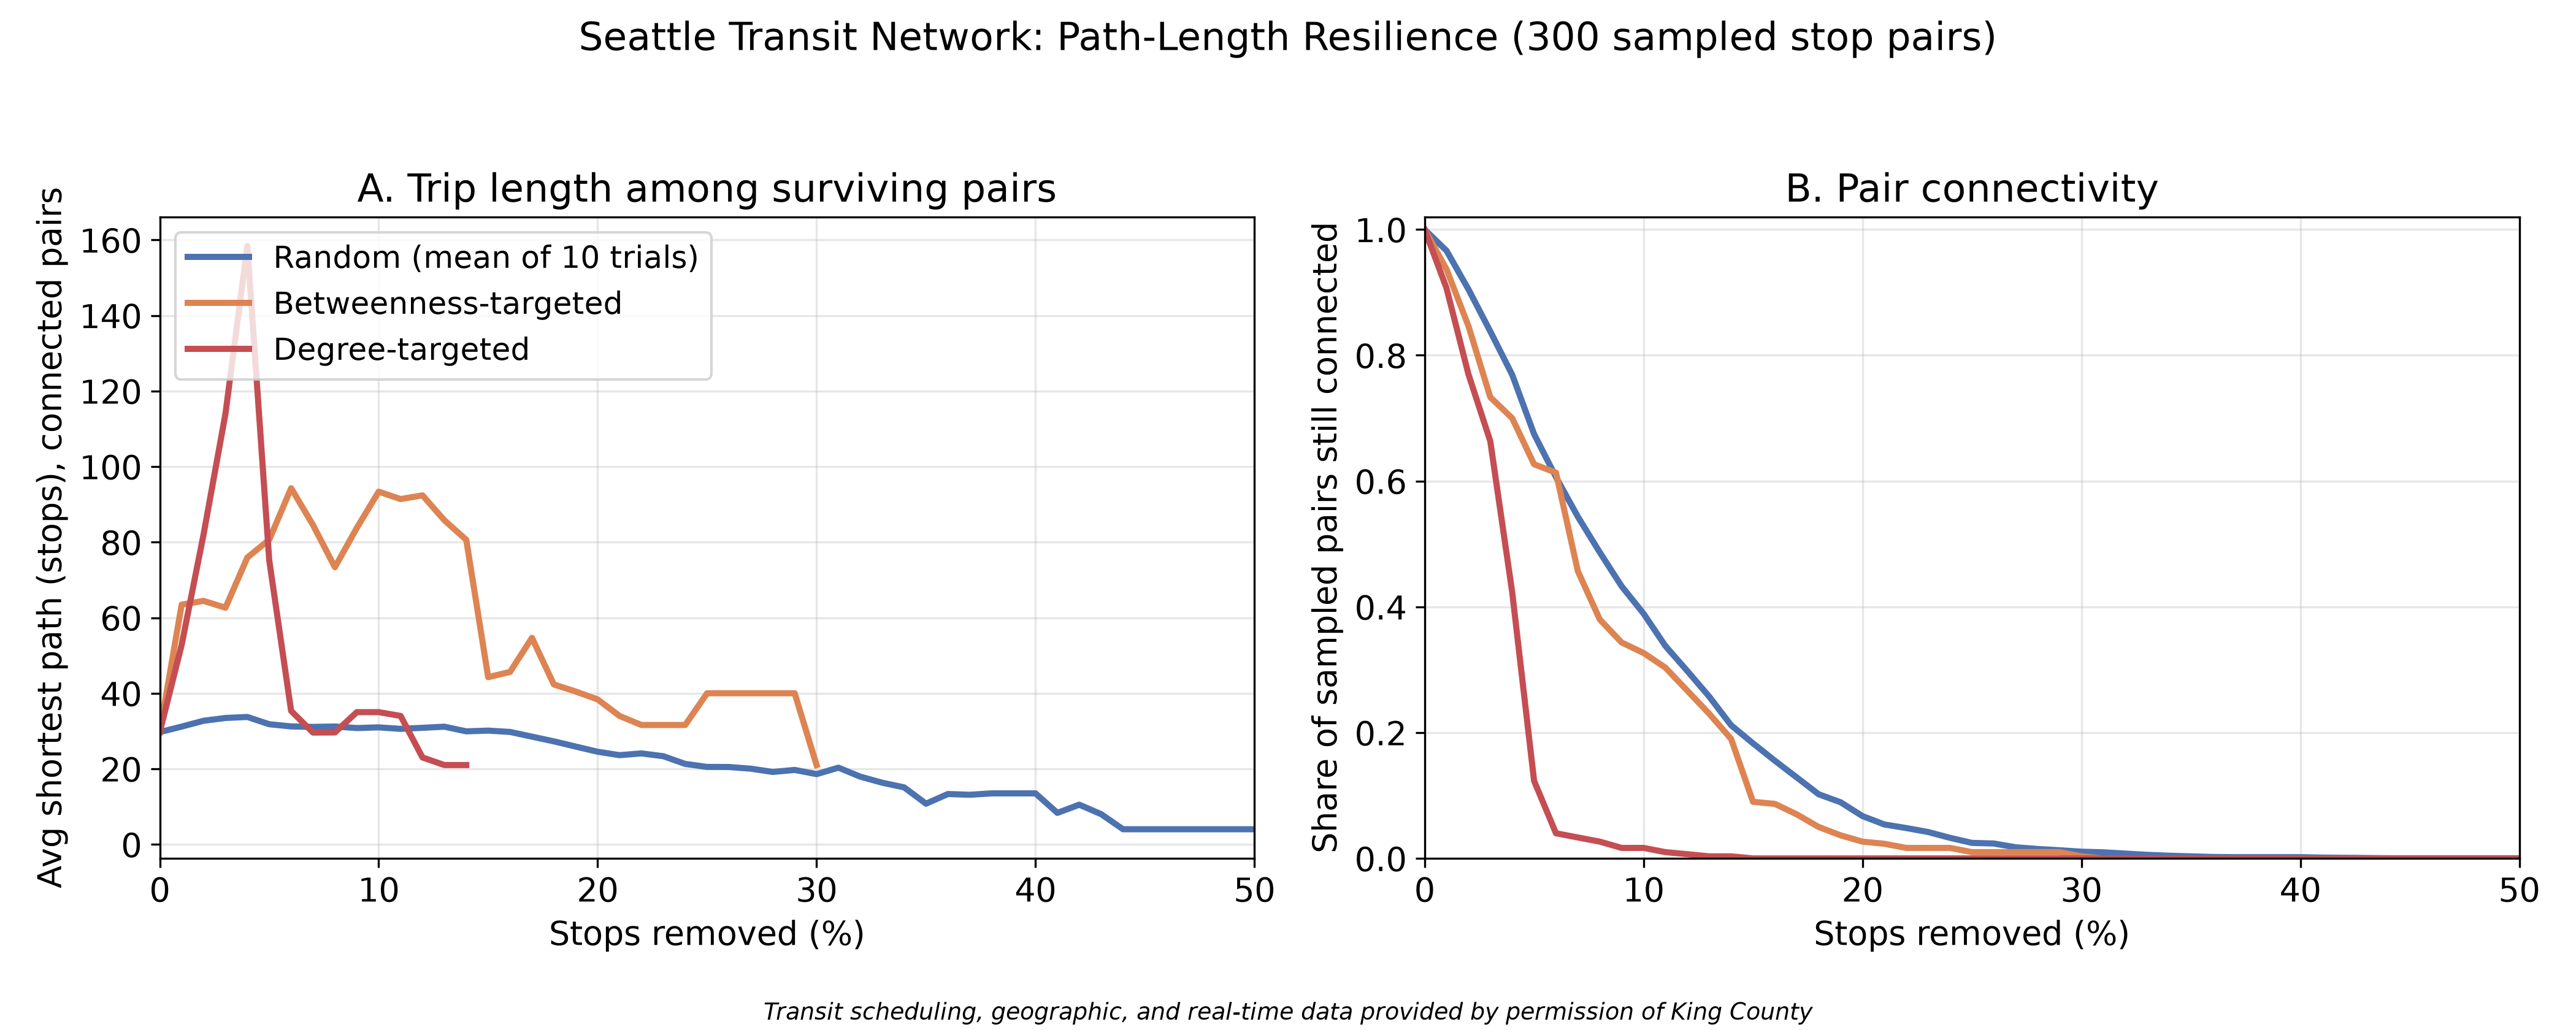 Seattle Transit Network: Path-Length Resilience (300 sampled stop pairs)
A. Trip length among surviving pairs
Avg shortest path (stops), connected pairs
160
140
120
100
80
60
40
20
0
Random (mean of 10 trials)
Betweenness-targeted
Degree-targeted
0 10 20 30 40 50
Stops removed (%)
B. Pair connectivity
Share of sampled pairs still connected
1.0
0.8
0.6
0.4
0.2
0.0
0 10 20 30 40 50
Stops removed (%)
Transit scheduling, geographic, and real-time data provided by permission of King County